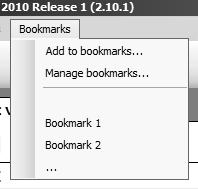 2010 Release 1 (2.10.1)
Bookmarks
Add to bookmarks...
Manage bookmarks...
Bookmark 1
Bookmark 2
...